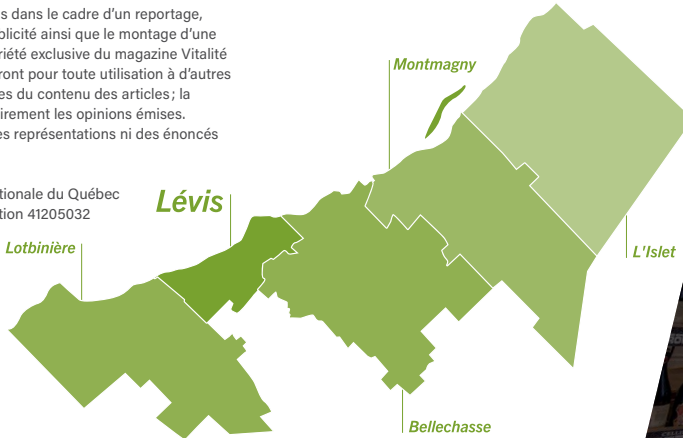 s dans le cadre d'un reportage,
blicité ainsi que le montage d'une
riété exclusive du magazine Vitalité
ront pour toute utilisation à d'autres
es du contenu des articles; la
irement les opinions émises.
es représentations ni des énoncés
tionale du Québec
tion 41205032
Montmagny
Lévis
Lotbinière
L'Islet
Bellechasse